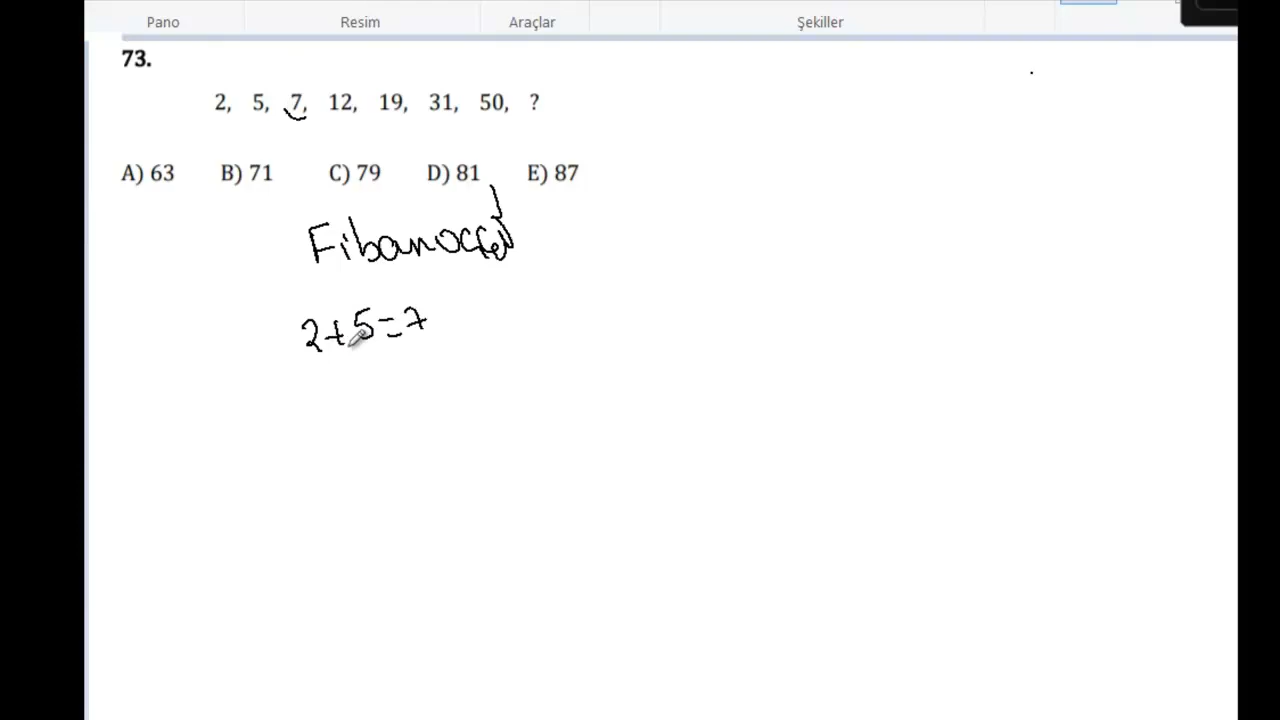 Pano Resim Araçlar Şekiller
73.
2, 5, 7, 12, 19, 31, 50, ?
A) 63 B) 71 C) 79 D) 81 E) 87
2+5=7